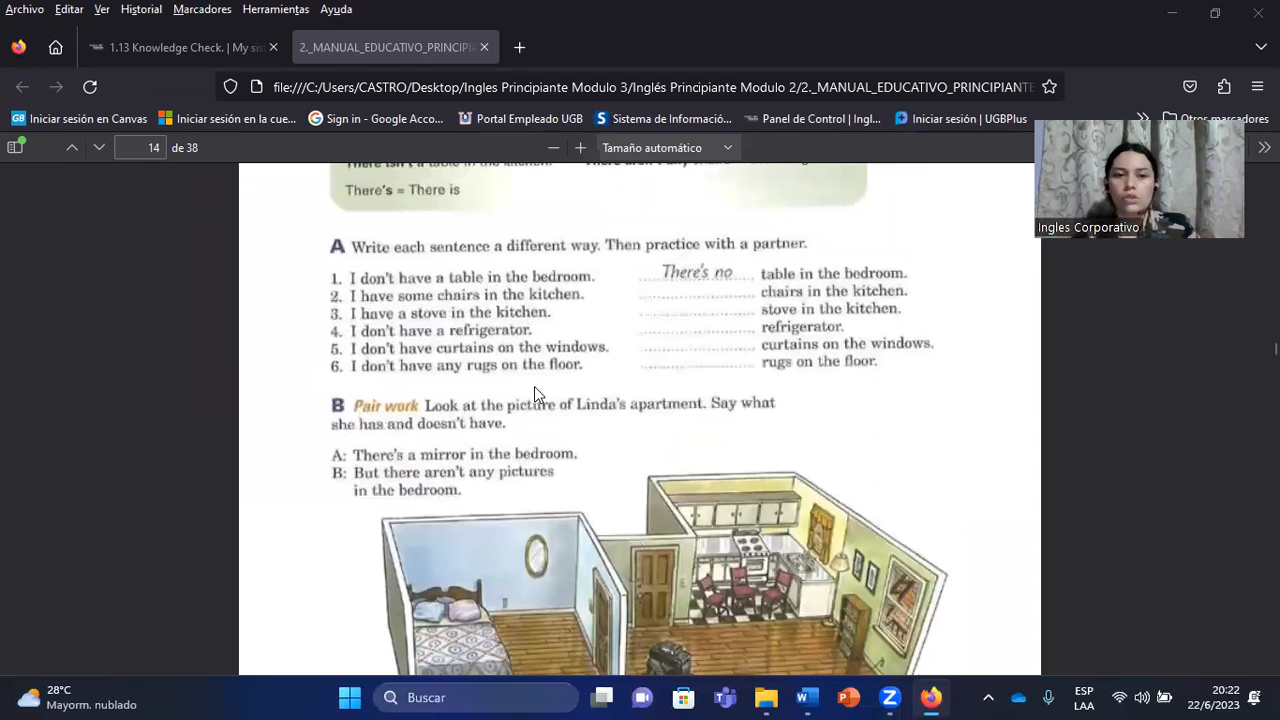 Archivo Editar Ver Historial Marcadores Herramientas Ayuda
1.13 Knowledge Check. | My sis
2._MANUAL_EDUCATIVO_PRINCIPI
file:///C:/Users/CASTRO/Desktop/Ingles Principiante Modulo 3/Inglés Principiante Modulo 2/2._MANUAL_EDUCATIVO_PRINCIPIANTE
Iniciar sesión en Canvas Iniciar sesión en la cue... Sign in - Google Acco... Portal Empleado UGB Sistema de Informació... Panel de Control | Ingl... Iniciar sesión | UGBPlus Otros marcadores
14 de 38 Tamaño automático
There isn't a table in the kitchen.
There's = There is
A Write each sentence a different way. Then practice with a partner.
1. I don't have a table in the bedroom. There's no table in the bedroom.
2. I have some chairs in the kitchen. chairs in the kitchen.
3. I have a stove in the kitchen. stove in the kitchen.
4. I don't have a refrigerator. refrigerator.
5. I don't have curtains on the windows. curtains on the windows.
6. I don't have any rugs on the floor. rugs on the floor.
B Pair work Look at the picture of Linda's apartment. Say what
she has and doesn't have.
A: There's a mirror in the bedroom.
B: But there aren't any pictures
in the bedroom.
Ingles Corporativo
28°C
Mayorm. nublado
Buscar
ESP
LAA
20:22
22/6/2023